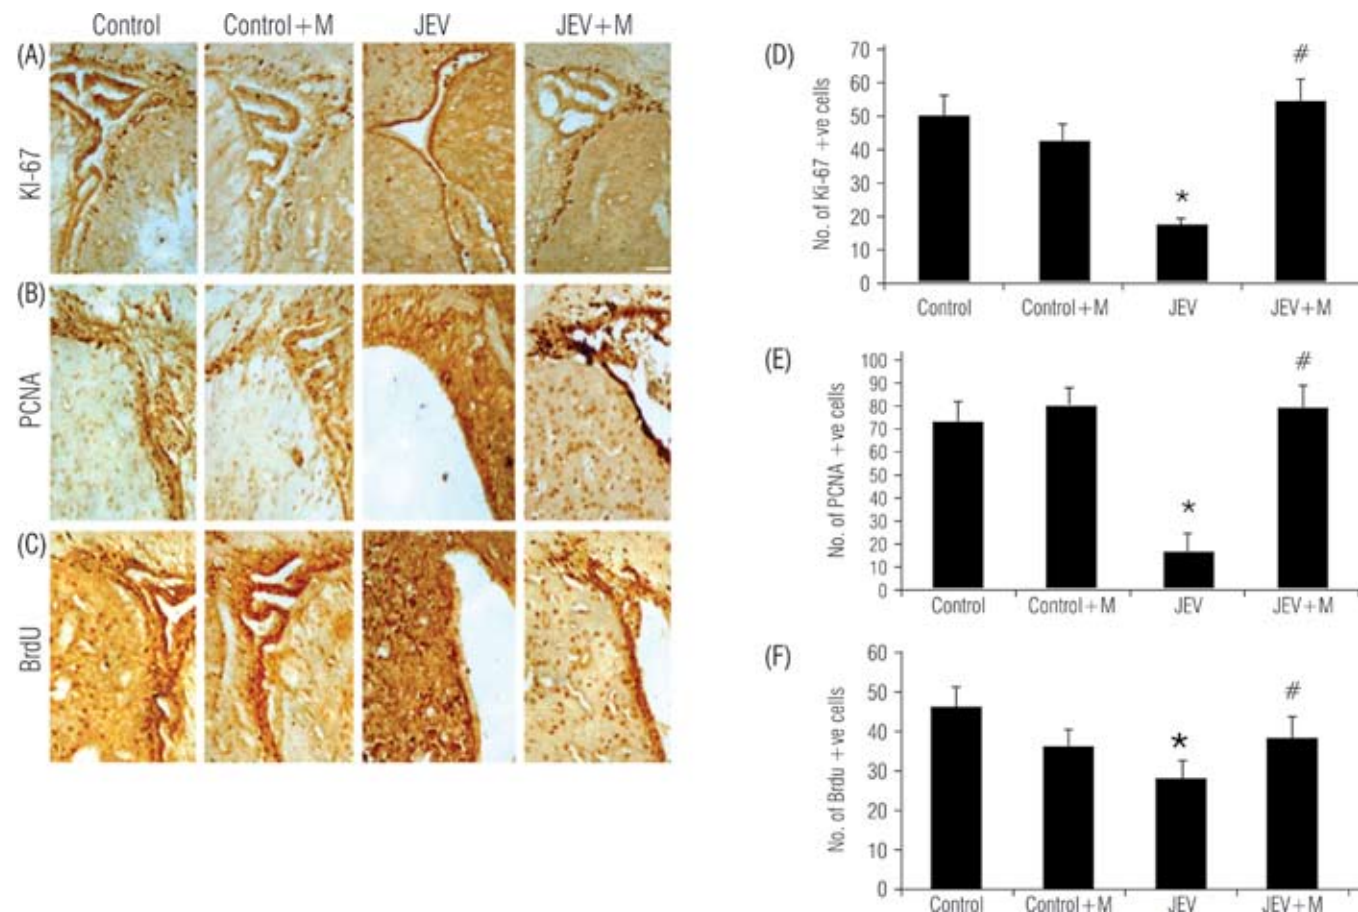 Control Control+M JEV JEV+M
(A)
KI-67
(B)
PCNA
(C)
BrdU
(D)
No. of Ki-67 +ve cells
70
60
50
40
30
20
10
0
*
#
Control Control+M JEV JEV+M
(E)
No. of PCNA +ve cells
100
90
80
70
60
50
40
30
20
10
0
*
#
Control Control+M JEV JEV+M
(F)
No. of Brdu +ve cells
60
50
40
30
20
10
0
*
#
Control Control+M JEV JEV+M